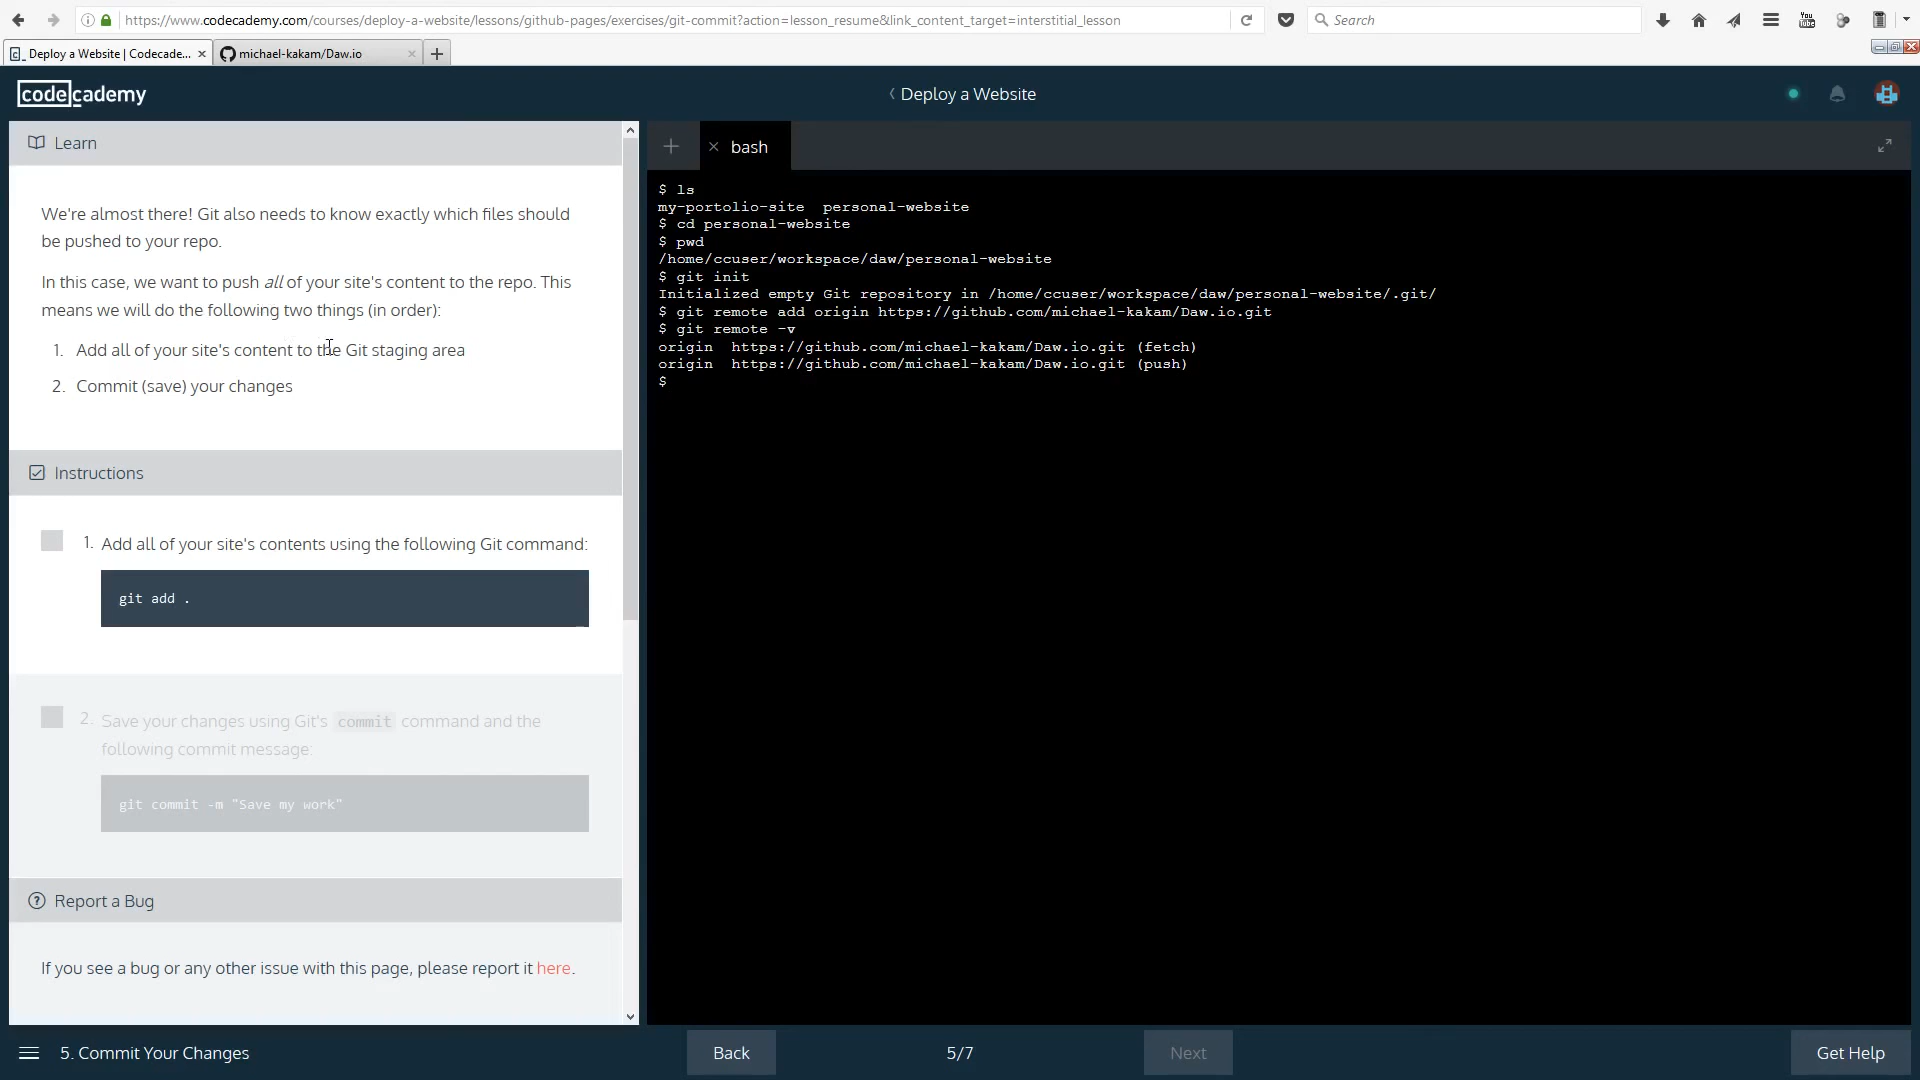 https://www.codecademy.com/courses/deploy-a-website/lessons/github-pages/exercises/git-commit?action=lesson_resume&link_content_target=interstitial_lesson
Search
You Tube
Deploy a Website | Codecade...
michael-kakam/Daw.io
codecademy
Deploy a Website
Learn
We're almost there! Git also needs to know exactly which files should
be pushed to your repo.
In this case, we want to push all of your site's content to the repo. This
means we will do the following two things (in order):
1. Add all of your site's content to the Git staging area
2. Commit (save) your changes
Instructions
1. Add all of your site's contents using the following Git command:
git add .
2. Save your changes using Git's commit command and the
following commit message:
git commit -m "Save my work"
Report a Bug
If you see a bug or any other issue with this page, please report it here.
bash
$ ls
my-portolio-site  personal-website
$ cd personal-website
$ pwd
/home/ccuser/workspace/daw/personal-website
$ git init
Initialized empty Git repository in /home/ccuser/workspace/daw/personal-website/.git/
$ git remote add origin https://github.com/michael-kakam/Daw.io.git
$ git remote -v
origin  https://github.com/michael-kakam/Daw.io.git (fetch)
origin  https://github.com/michael-kakam/Daw.io.git (push)
$
5. Commit Your Changes
Back
5/7
Next
Get Help